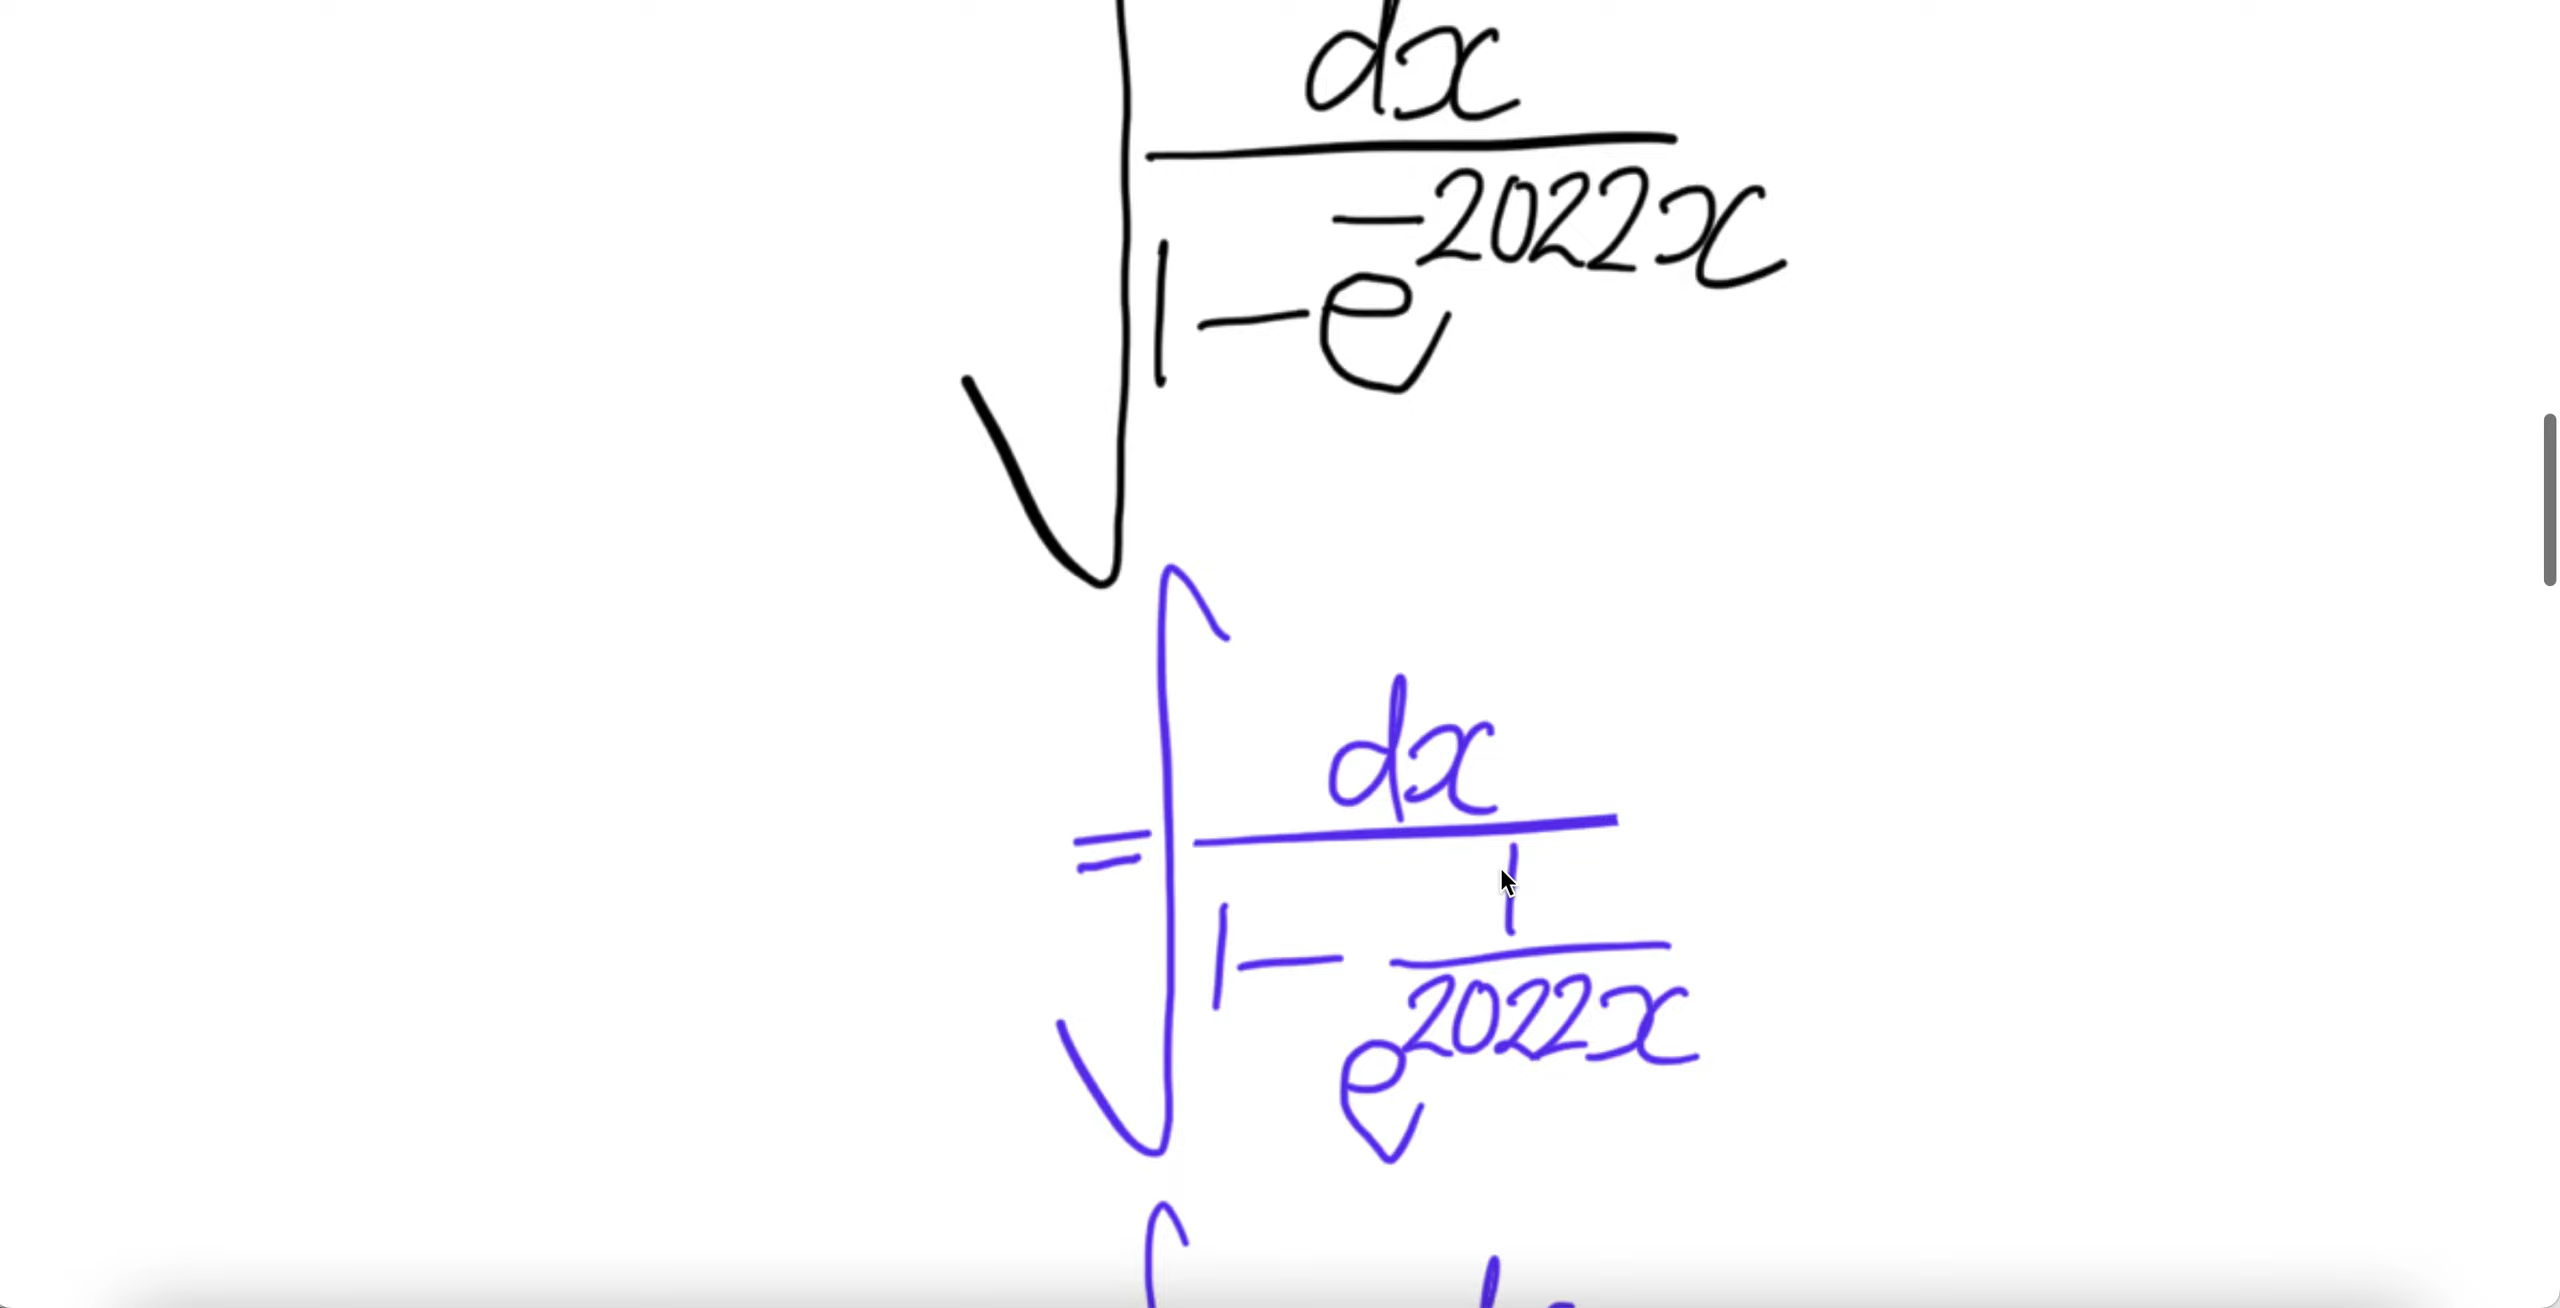 ∫ dx / (1 − e^(−2022x))
= ∫ dx / (1 − 1 / e^(2022x))
∫